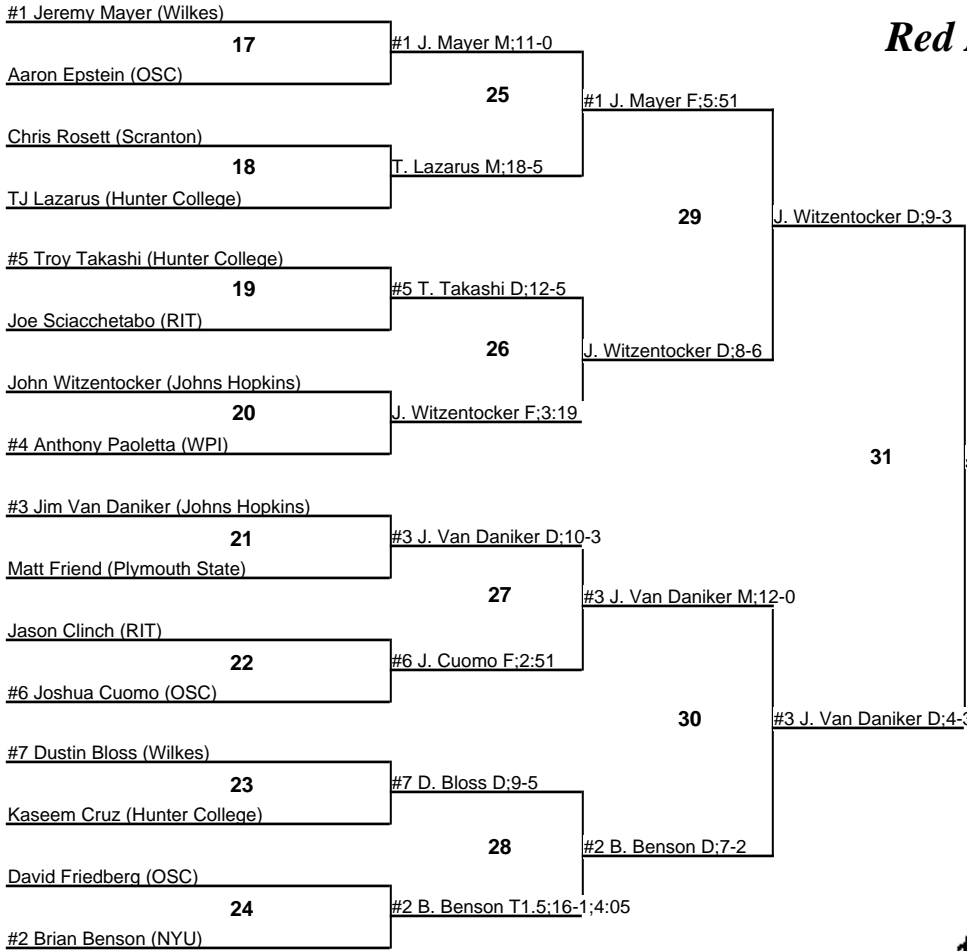 #1 Jeremy Mayer (Wilkes)
Red
17
#1 J. Mayer M;11-0
Aaron Epstein (OSC)
25
#1 J. Mayer F;5:51
Chris Rosett (Scranton)
18
T. Lazarus M;18-5
TJ Lazarus (Hunter College)
29
J. Witzentocker D;9-3
#5 Troy Takashi (Hunter College)
19
#5 T. Takashi D;12-5
Joe Sciacchetabo (RIT)
26
J. Witzentocker D;8-6
John Witzentocker (Johns Hopkins)
20
J. Witzentocker F;3:19
#4 Anthony Paoletta (WPI)
31
#3 Jim Van Daniker (Johns Hopkins)
21
#3 J. Van Daniker D;10-3
Matt Friend (Plymouth State)
27
#3 J. Van Daniker M;12-0
Jason Clinch (RIT)
22
#6 J. Cuomo F;2:51
#6 Joshua Cuomo (OSC)
30
#3 J. Van Daniker D;4-3
#7 Dustin Bloss (Wilkes)
23
#7 D. Bloss D;9-5
Kaseem Cruz (Hunter College)
28
#2 B. Benson D;7-2
David Friedberg (OSC)
24
#2 B. Benson T1.5;16-1;4:05
#2 Brian Benson (NYU)